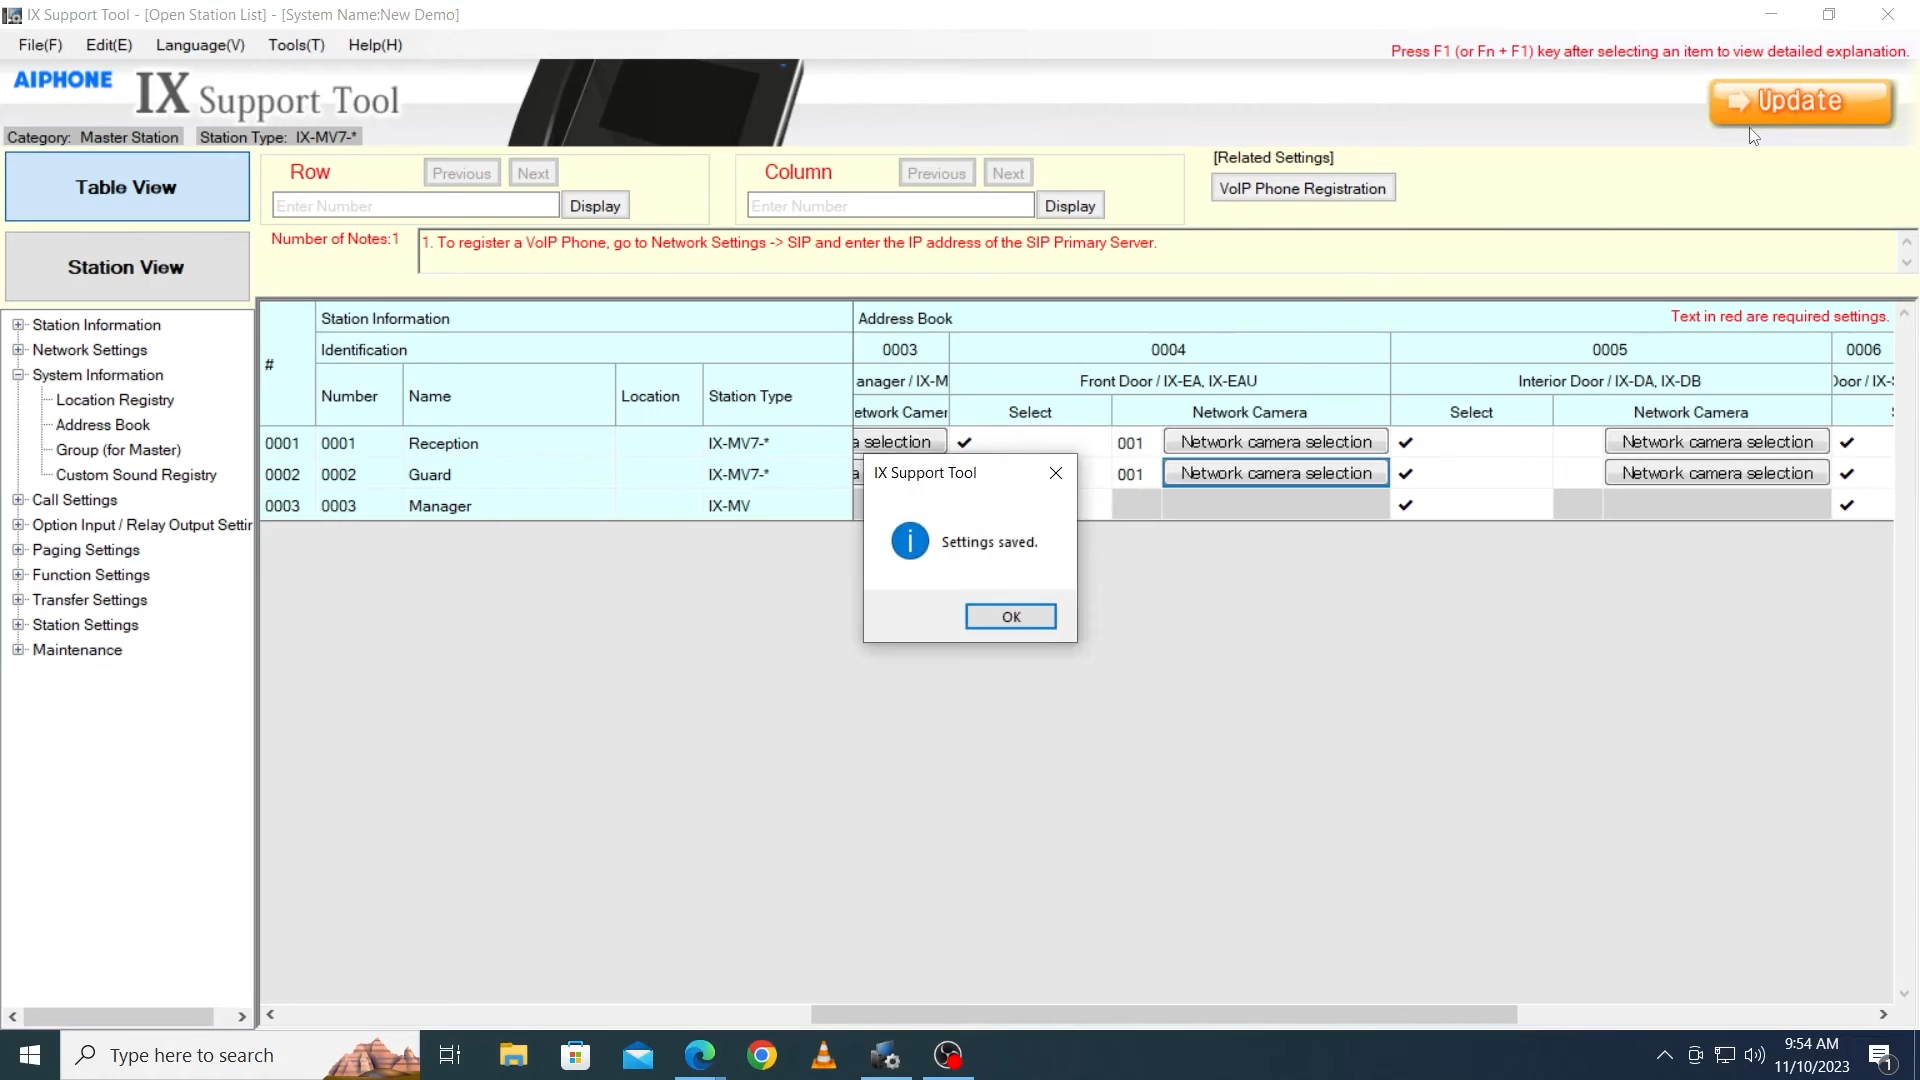 IX Support Tool - [Open Station List] - [System Name:New Demo]
File(F) Edit(E) Language(V) Tools(T) Help(H)
Press F1 (or Fn + F1) key after selecting an item to view detailed explanation.
AIPHONE IX Support Tool
Update
Category: Master Station Station Type: IX-MV7-*
Table View
Station View
Row Previous Next
Enter Number Display
Column Previous Next
Enter Number Display
[Related Settings]
VoIP Phone Registration
Number of Notes:1
1. To register a VoIP Phone, go to Network Settings -> SIP and enter the IP address of the SIP Primary Server.
Station Information
Network Settings
System Information
Location Registry
Address Book
Group (for Master)
Custom Sound Registry
Call Settings
Option Input / Relay Output Settin
Paging Settings
Function Settings
Transfer Settings
Station Settings
Maintenance
# Station Information Address Book Text in red are required settings.
Identification 0003 0004 0005 0006
anager / IX-M Front Door / IX-EA, IX-EAU Interior Door / IX-DA, IX-DB Door / IX-
Number Name Location Station Type etwork Camer Select Network Camera Select Network Camera
0001 0001 Reception IX-MV7-* a selection ✓ 001 Network camera selection ✓ Network camera selection ✓
0002 0002 Guard IX-MV7-* 001 Network camera selection ✓ Network camera selection ✓
0003 0003 Manager IX-MV ✓ ✓
IX Support Tool
Settings saved.
OK
Type here to search
9:54 AM
11/10/2023
1